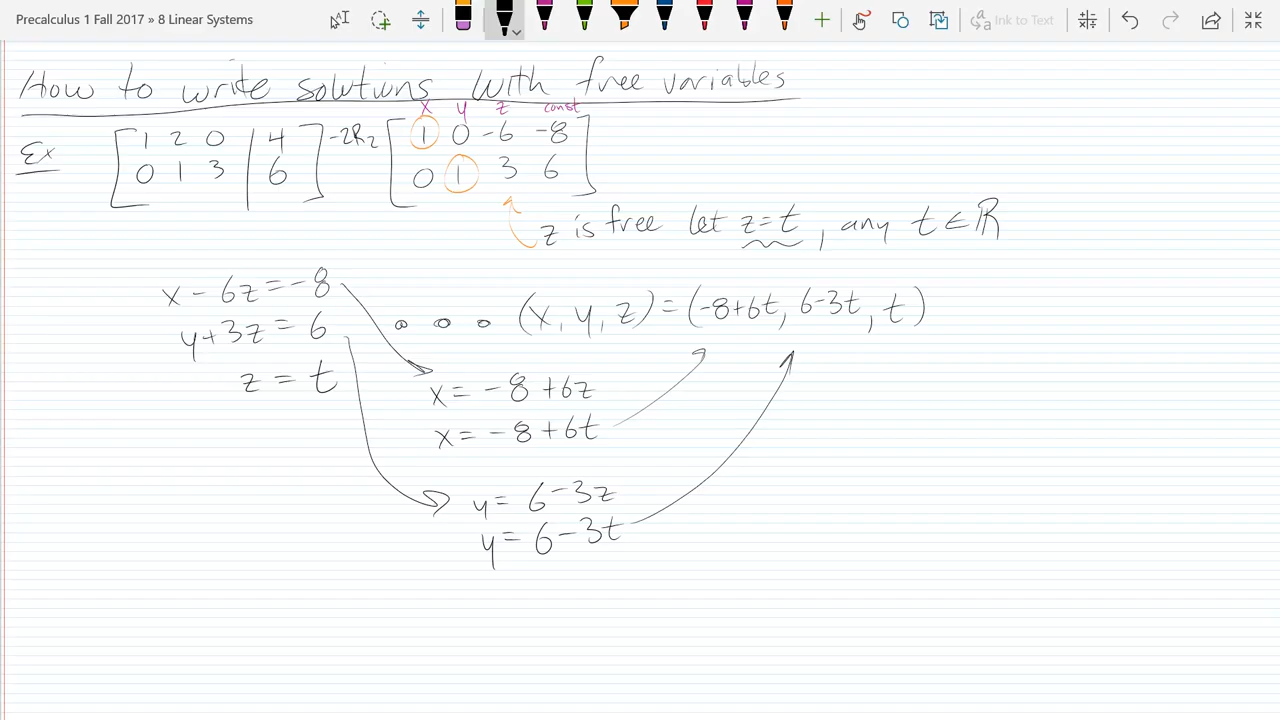 Precalculus 1 Fall 2017 » 8 Linear Systems
Ink to Text
How to write solutions with free variables
x y z const
Ex [ 1 2 0 | 4 ] -2R₂ [ 1 0 -6 -8 ]
[ 0 1 3 | 6 ] [ 0 1 3 6 ]
z is free let z=t, any t ∈ ℝ
x - 6z = -8
y + 3z = 6
z = t
(x, y, z) = (-8+6t, 6-3t, t)
x = -8 + 6z
x = -8 + 6t
y = 6 - 3z
y = 6 - 3t